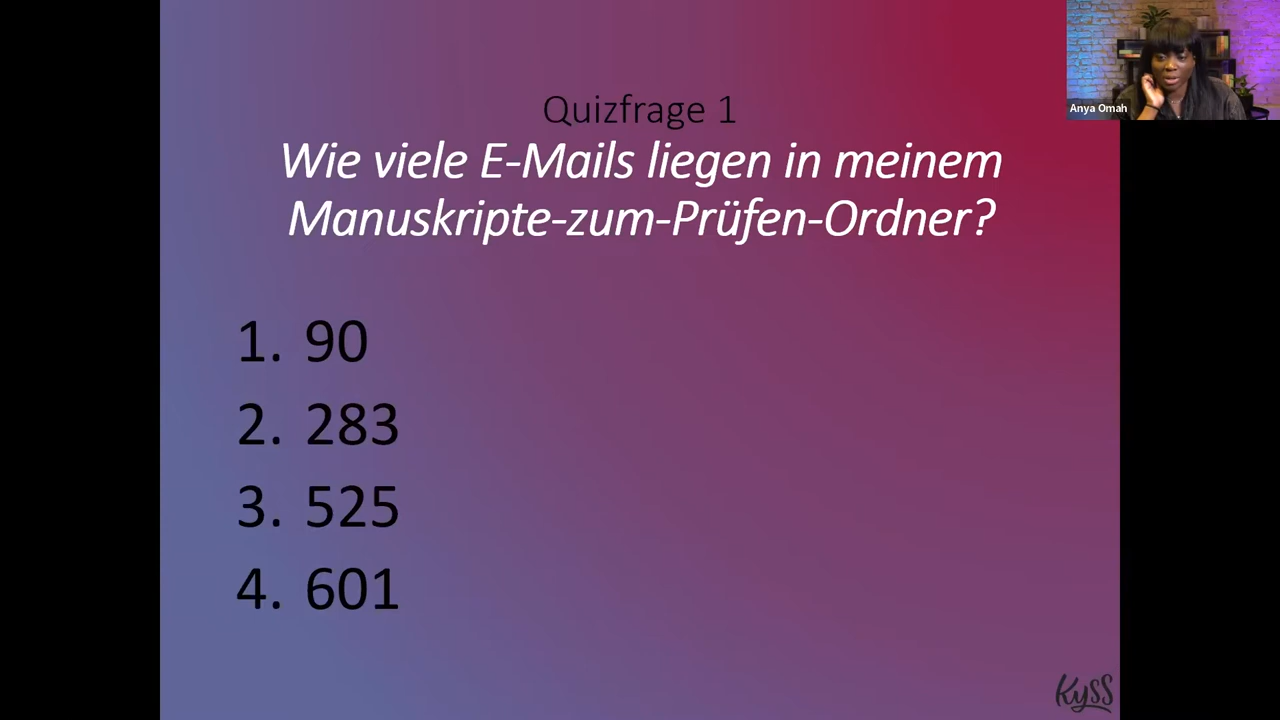 Quizfrage 1
Wie viele E-Mails liegen in meinem
Manuskripte-zum-Prüfen-Ordner?
1. 90
2. 283
3. 525
4. 601
Anya Omah
Kyss